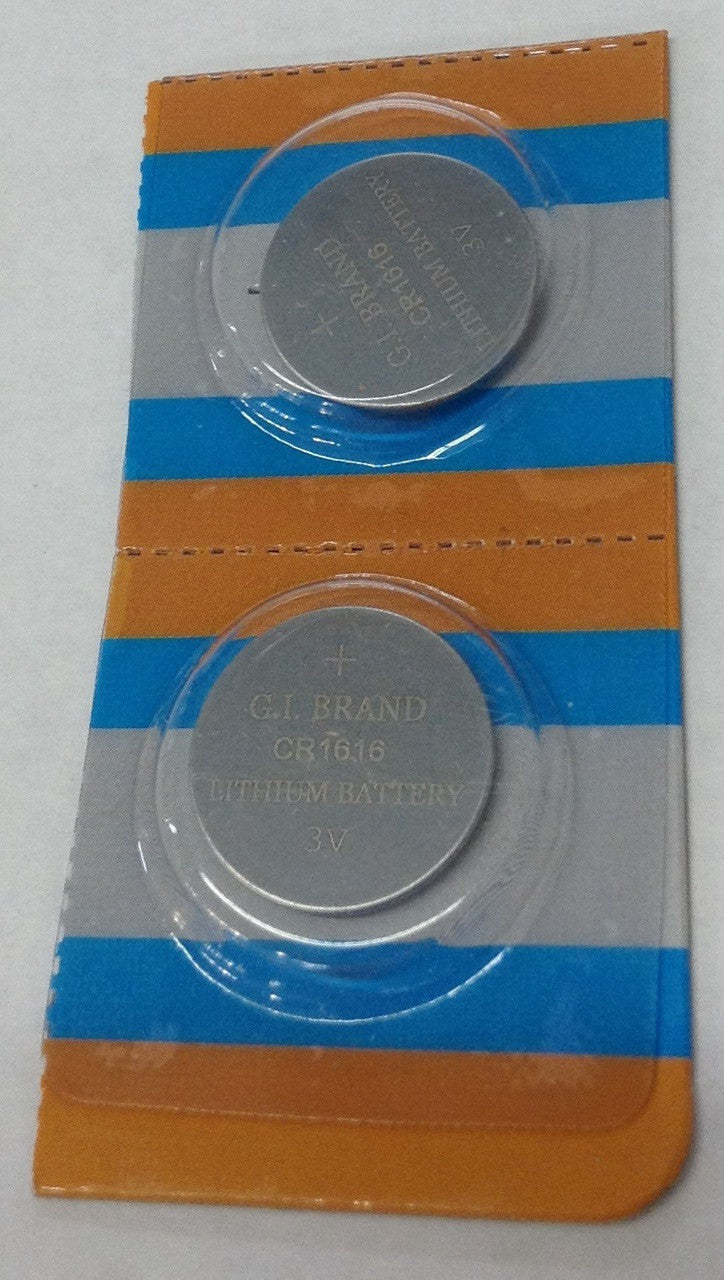 +
G.I. BRAND
CR1616
LITHIUM BATTERY
3V
+
G.I. BRAND
CR1616
LITHIUM BATTERY
3V